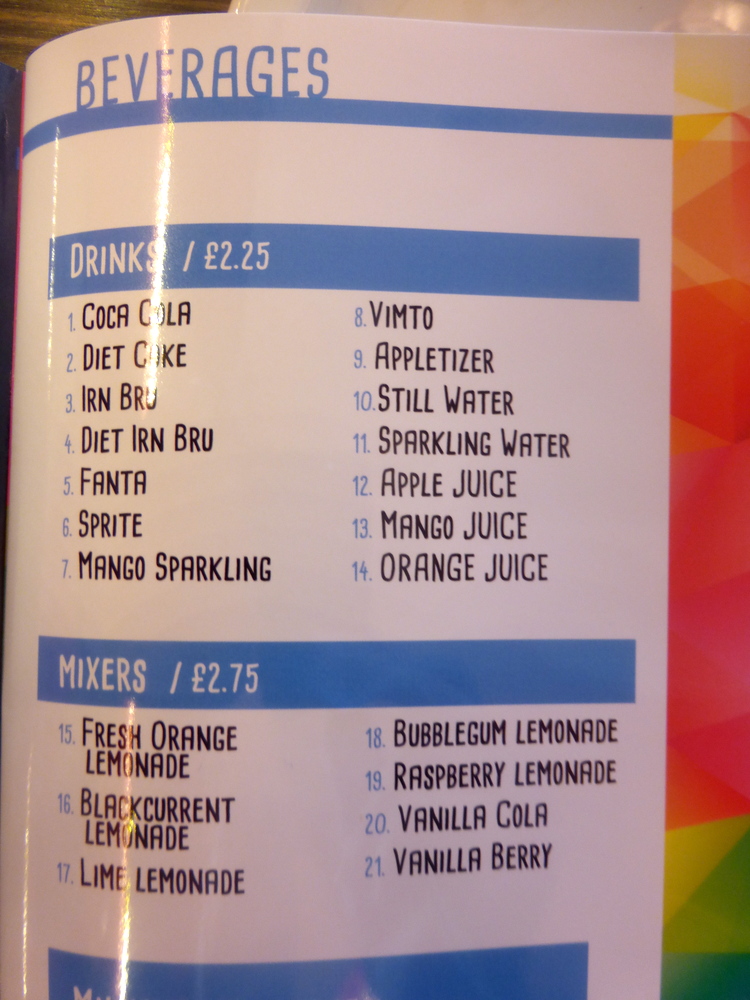 BEVERAGES
DRINKS / £2.25
1. COCA COLA
2. DIET COKE
3. IRN BRU
4. DIET IRN BRU
5. FANTA
6. SPRITE
7. MANGO SPARKLING
8. VIMTO
9. APPLETIZER
10. STILL WATER
11. SPARKLING WATER
12. APPLE JUICE
13. MANGO JUICE
14. ORANGE JUICE
MIXERS / £2.75
15. FRESH ORANGE
LEMONADE
16. BLACKCURRENT
LEMONADE
17. LIME LEMONADE
18. BUBBLEGUM LEMONADE
19. RASPBERRY LEMONADE
20. VANILLA COLA
21. VANILLA BERRY